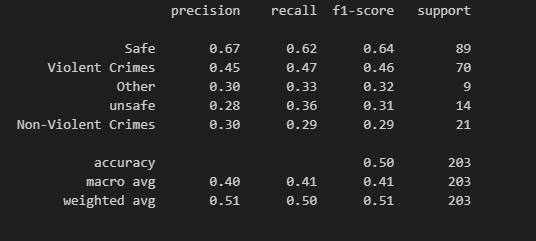 precision recall f1-score support
Safe 0.67 0.62 0.64 89
Violent Crimes 0.45 0.47 0.46 70
Other 0.30 0.33 0.32 9
unsafe 0.28 0.36 0.31 14
Non-Violent Crimes 0.30 0.29 0.29 21
accuracy 0.50 203
macro avg 0.40 0.41 0.41 203
weighted avg 0.51 0.50 0.51 203